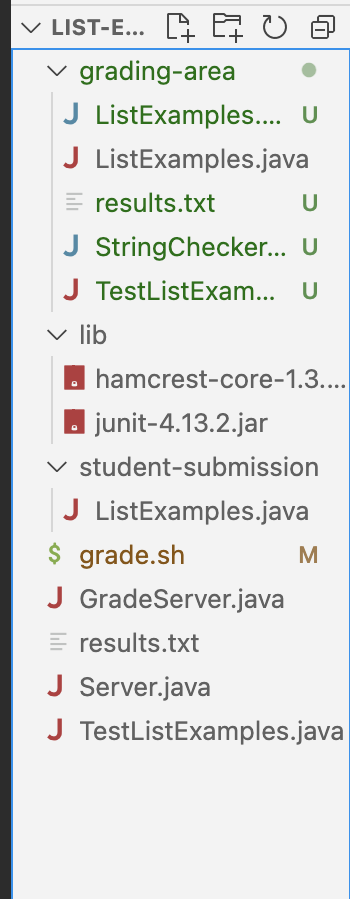 LIST-E...
grading-area
ListExamples.... U
ListExamples.java
results.txt U
StringChecker... U
TestListExam... U
lib
hamcrest-core-1.3....
junit-4.13.2.jar
student-submission
J ListExamples.java
$ grade.sh M
J GradeServer.java
results.txt
J Server.java
J TestListExamples.java